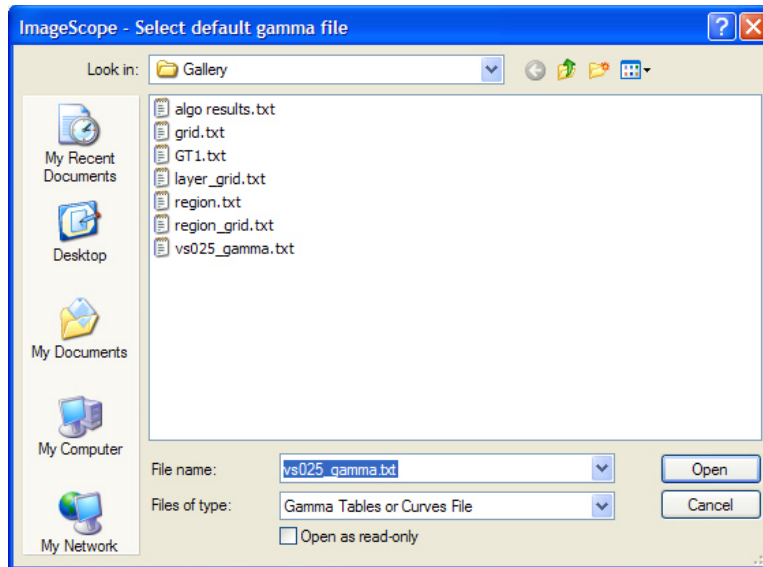 ImageScope - Select default gamma file
Look in: Gallery
My Recent
Documents
Desktop
My Documents
My Computer
My Network
algo results.txt
grid.txt
GT1.txt
layer_grid.txt
region.txt
region_grid.txt
vs025_gamma.txt
File name: vs025_gamma.txt Open
Files of type: Gamma Tables or Curves File Cancel
Open as read-only